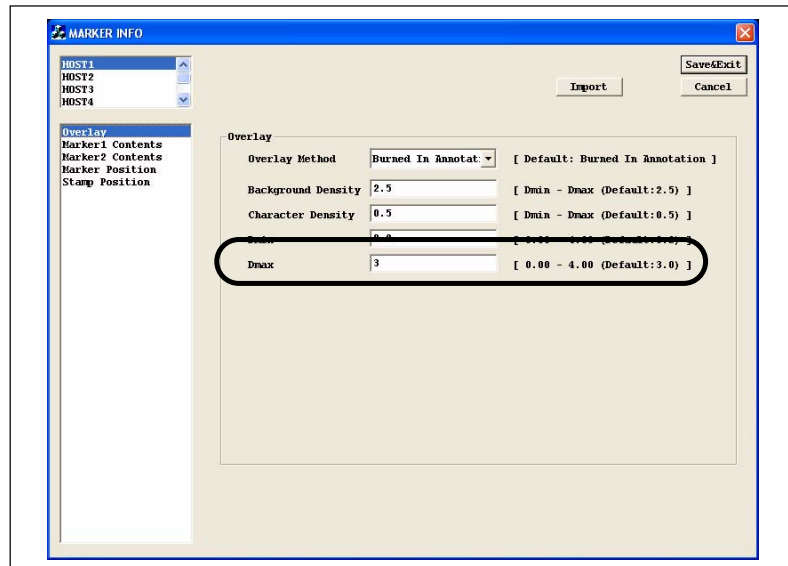 MARKER INFO
HOST1
HOST2
HOST3
HOST4
Save&Exit
Import
Cancel
Overlay
Marker1 Contents
Marker2 Contents
Marker Position
Stamp Position
Overlay
Overlay Method Burned In Annotat: [ Default: Burned In Annotation ]
Background Density 2.5 [ Dmin - Dmax (Default:2.5) ]
Character Density 0.5 [ Dmin - Dmax (Default:0.5) ]
Dmax 3 [ 0.00 - 4.00 (Default:3.0) ]